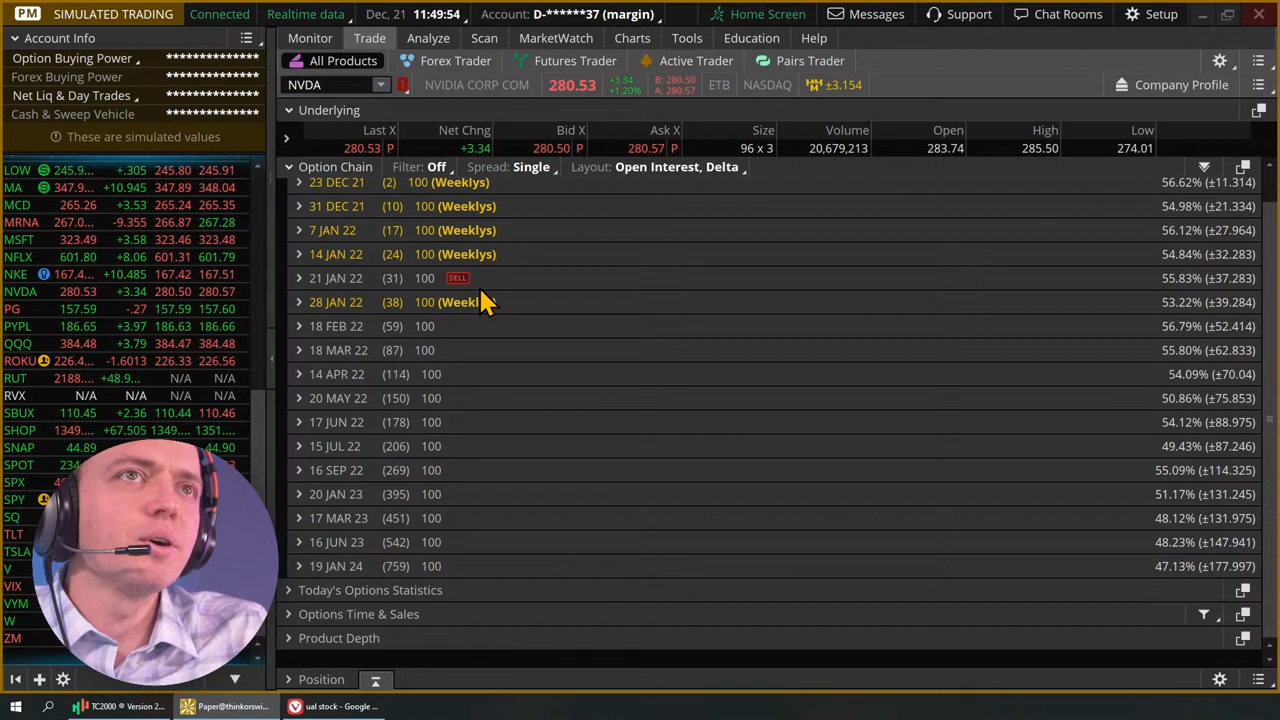 PM SIMULATED TRADING Connected Realtime data Dec, 21 11:49:54 Account: D-******37 (margin) Home Screen Messages Support Chat Rooms Setup
Account Info
Option Buying Power **************
Forex Buying Power **************
Net Liq & Day Trades **************
Cash & Sweep Vehicle **************
These are simulated values
Monitor Trade Analyze Scan MarketWatch Charts Tools Education Help
All Products Forex Trader Futures Trader Active Trader Pairs Trader
NVDA NVIDIA CORP COM 280.53 +3.34 +1.20% B: 280.50 A: 280.57 ETB NASDAQ ±3.154 Company Profile
Underlying
Last X Net Chng Bid X Ask X Size Volume Open High Low
280.53 P +3.34 280.50 P 280.57 P 96 x 3 20,679,213 283.74 285.50 274.01
Option Chain Filter: Off Spread: Single Layout: Open Interest, Delta
23 DEC 21 (2) 100 (Weeklys) 56.62% (±11.314)
31 DEC 21 (10) 100 (Weeklys) 54.98% (±21.334)
7 JAN 22 (17) 100 (Weeklys) 56.12% (±27.964)
14 JAN 22 (24) 100 (Weeklys) 54.84% (±32.283)
21 JAN 22 (31) 100 SELL 55.83% (±37.283)
28 JAN 22 (38) 100 53.22% (±39.284)
18 FEB 22 (59) 100 56.79% (±52.414)
18 MAR 22 (87) 100 55.80% (±62.833)
14 APR 22 (114) 100 54.09% (±70.04)
20 MAY 22 (150) 100 50.86% (±75.853)
17 JUN 22 (178) 100 54.12% (±88.975)
15 JUL 22 (206) 100 49.43% (±87.246)
16 SEP 22 (269) 100 55.09% (±114.325)
20 JAN 23 (395) 100 51.17% (±131.245)
17 MAR 23 (451) 100 48.12% (±131.975)
16 JUN 23 (542) 100 48.23% (±147.941)
19 JAN 24 (759) 100 47.13% (±177.997)
Today's Options Statistics
Options Time & Sales
Product Depth
Position
LOW 245.9... +.305 245.80 245.91
MA 347.9... +10.945 347.89 348.04
MCD 265.26 +3.53 265.24 265.35
MRNA 267.0... -9.355 266.87 267.28
MSFT 323.49 +3.58 323.46 323.48
NFLX 601.80 +8.06 601.31 601.79
NKE 167.4... +10.485 167.42 167.51
NVDA 280.53 +3.34 280.50 280.57
PG 157.59 -.27 157.59 157.60
PYPL 186.65 +3.97 186.63 186.66
QQQ 384.48 +3.79 384.47 384.48
ROKU 226.4... -1.6013 226.33 226.56
RUT 2188.... +48.9... N/A N/A
RVX N/A N/A N/A N/A
SBUX 110.45 +2.36 110.44 110.46
SHOP 1349.... +67.505 1349.... 1351....
SNAP 44.89 44.90
SPOT 234
SPX
SPY
SQ
TLT
TSLA
V
VIX
VYM
W
ZM
TC2000 ® Version 2... Paper@thinkorswi... ual stock - Google ...